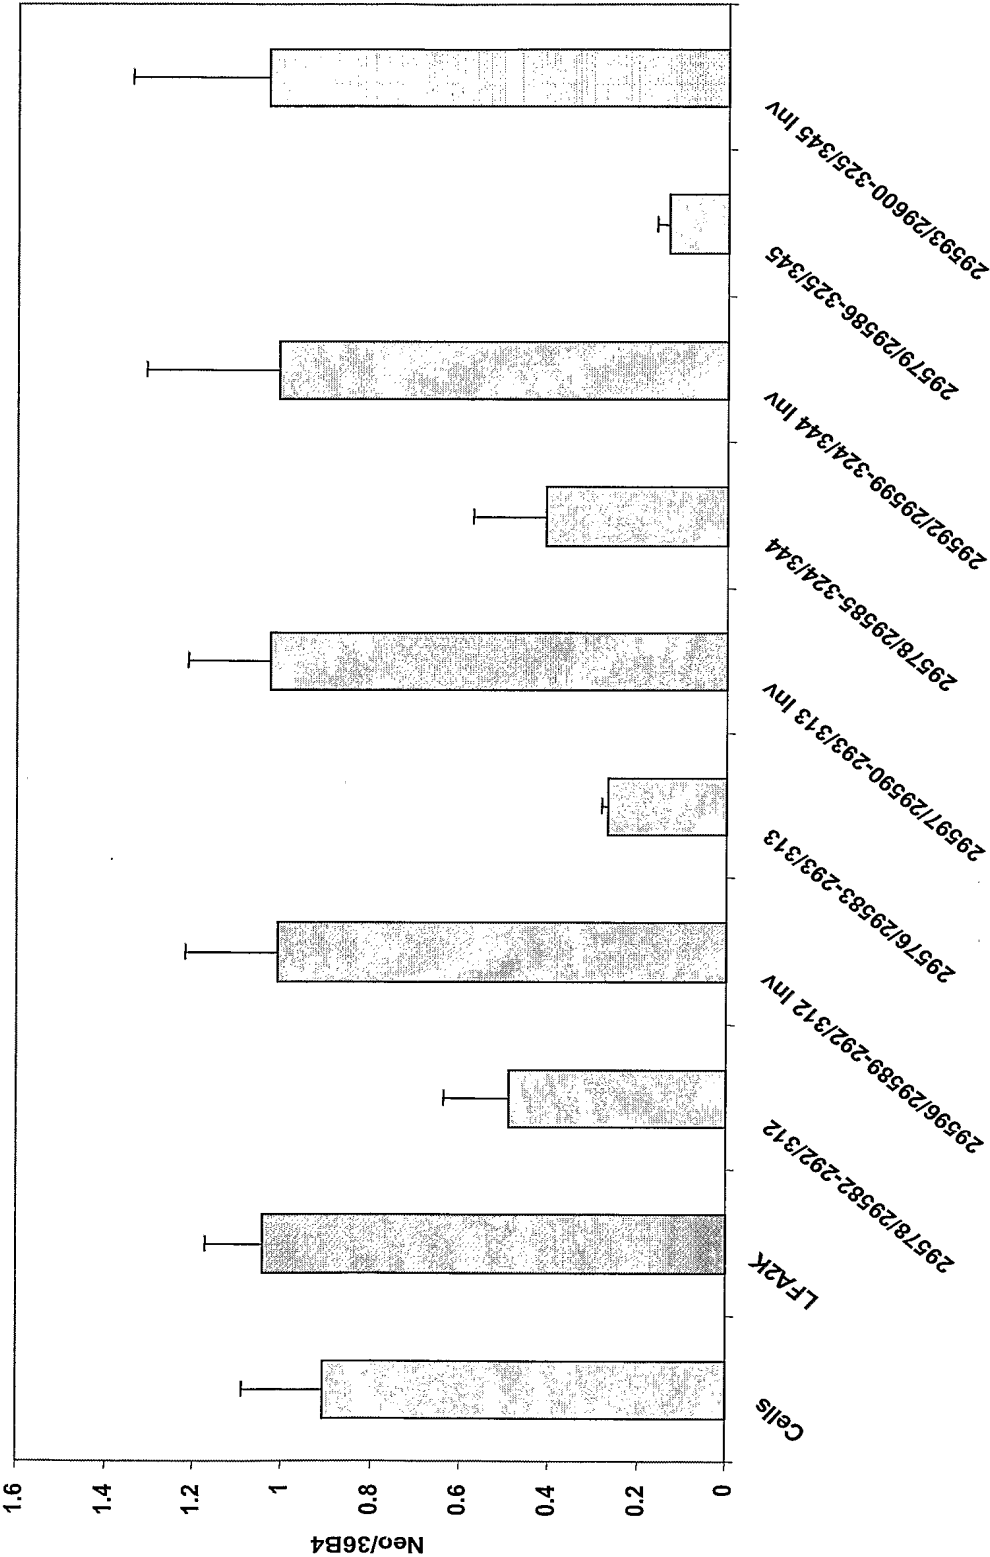 Neo/36B4
1.6
1.4
1.2
1
0.8
0.6
0.4
0.2
0
Cells
LFA2K
29578/29582-292/312
29596/29589-292/312 Inv
29576/29583-293/313
29597/29590-293/313 Inv
29578/29585-324/344
29592/29599-324/344 Inv
29579/29586-325/345
29593/29600-325/345 Inv